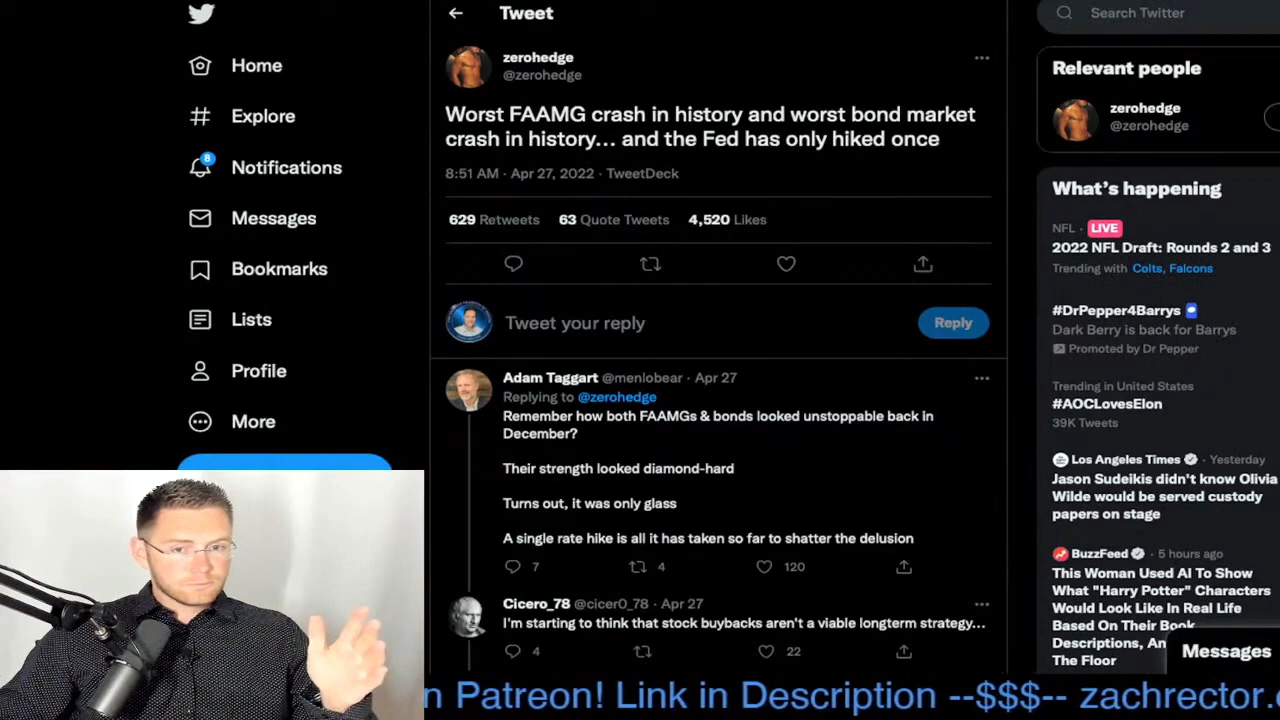 Home
Explore
8
Notifications
Messages
Bookmarks
Lists
Profile
More
Tweet
zerohedge
@zerohedge
Worst FAAMG crash in history and worst bond market
crash in history... and the Fed has only hiked once
8:51 AM · Apr 27, 2022 · TweetDeck
629 Retweets 63 Quote Tweets 4,520 Likes
Tweet your reply
Reply
Adam Taggart @menlobear · Apr 27
Replying to @zerohedge
Remember how both FAAMGs & bonds looked unstoppable back in
December?
Their strength looked diamond-hard
Turns out, it was only glass
A single rate hike is all it has taken so far to shatter the delusion
7 4 120
Cicero_78 @cicer0_78 · Apr 27
I'm starting to think that stock buybacks aren't a viable longterm strategy...
4 22
Search Twitter
Relevant people
zerohedge
@zerohedge
What's happening
NFL · LIVE
2022 NFL Draft: Rounds 2 and 3
Trending with Colts, Falcons
#DrPepper4Barrys
Dark Berry is back for Barrys
Promoted by Dr Pepper
Trending in United States
#AOCLovesElon
39K Tweets
Los Angeles Times · Yesterday
Jason Sudeikis didn't know Olivia
Wilde would be served custody
papers on stage
BuzzFeed · 5 hours ago
This Woman Used AI To Show
What "Harry Potter" Characters
Would Look Like In Real Life
Based On Their Book
Descriptions, An
The Floor
Messages
n Patreon! Link in Description --$$$-- zachrector.